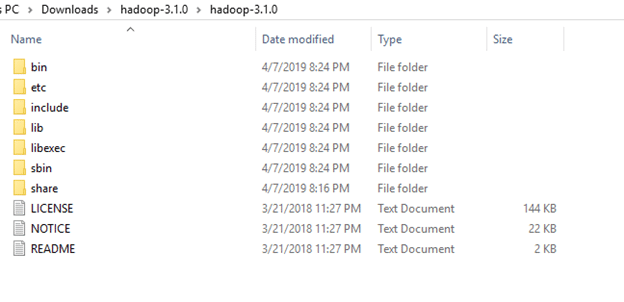 s PC > Downloads > hadoop-3.1.0 > hadoop-3.1.0
Name Date modified Type Size
bin 4/7/2019 8:24 PM File folder
etc 4/7/2019 8:24 PM File folder
include 4/7/2019 8:24 PM File folder
lib 4/7/2019 8:24 PM File folder
libexec 4/7/2019 8:24 PM File folder
sbin 4/7/2019 8:24 PM File folder
share 4/7/2019 8:16 PM File folder
LICENSE 3/21/2018 11:27 PM Text Document 144 KB
NOTICE 3/21/2018 11:27 PM Text Document 22 KB
README 3/21/2018 11:27 PM Text Document 2 KB